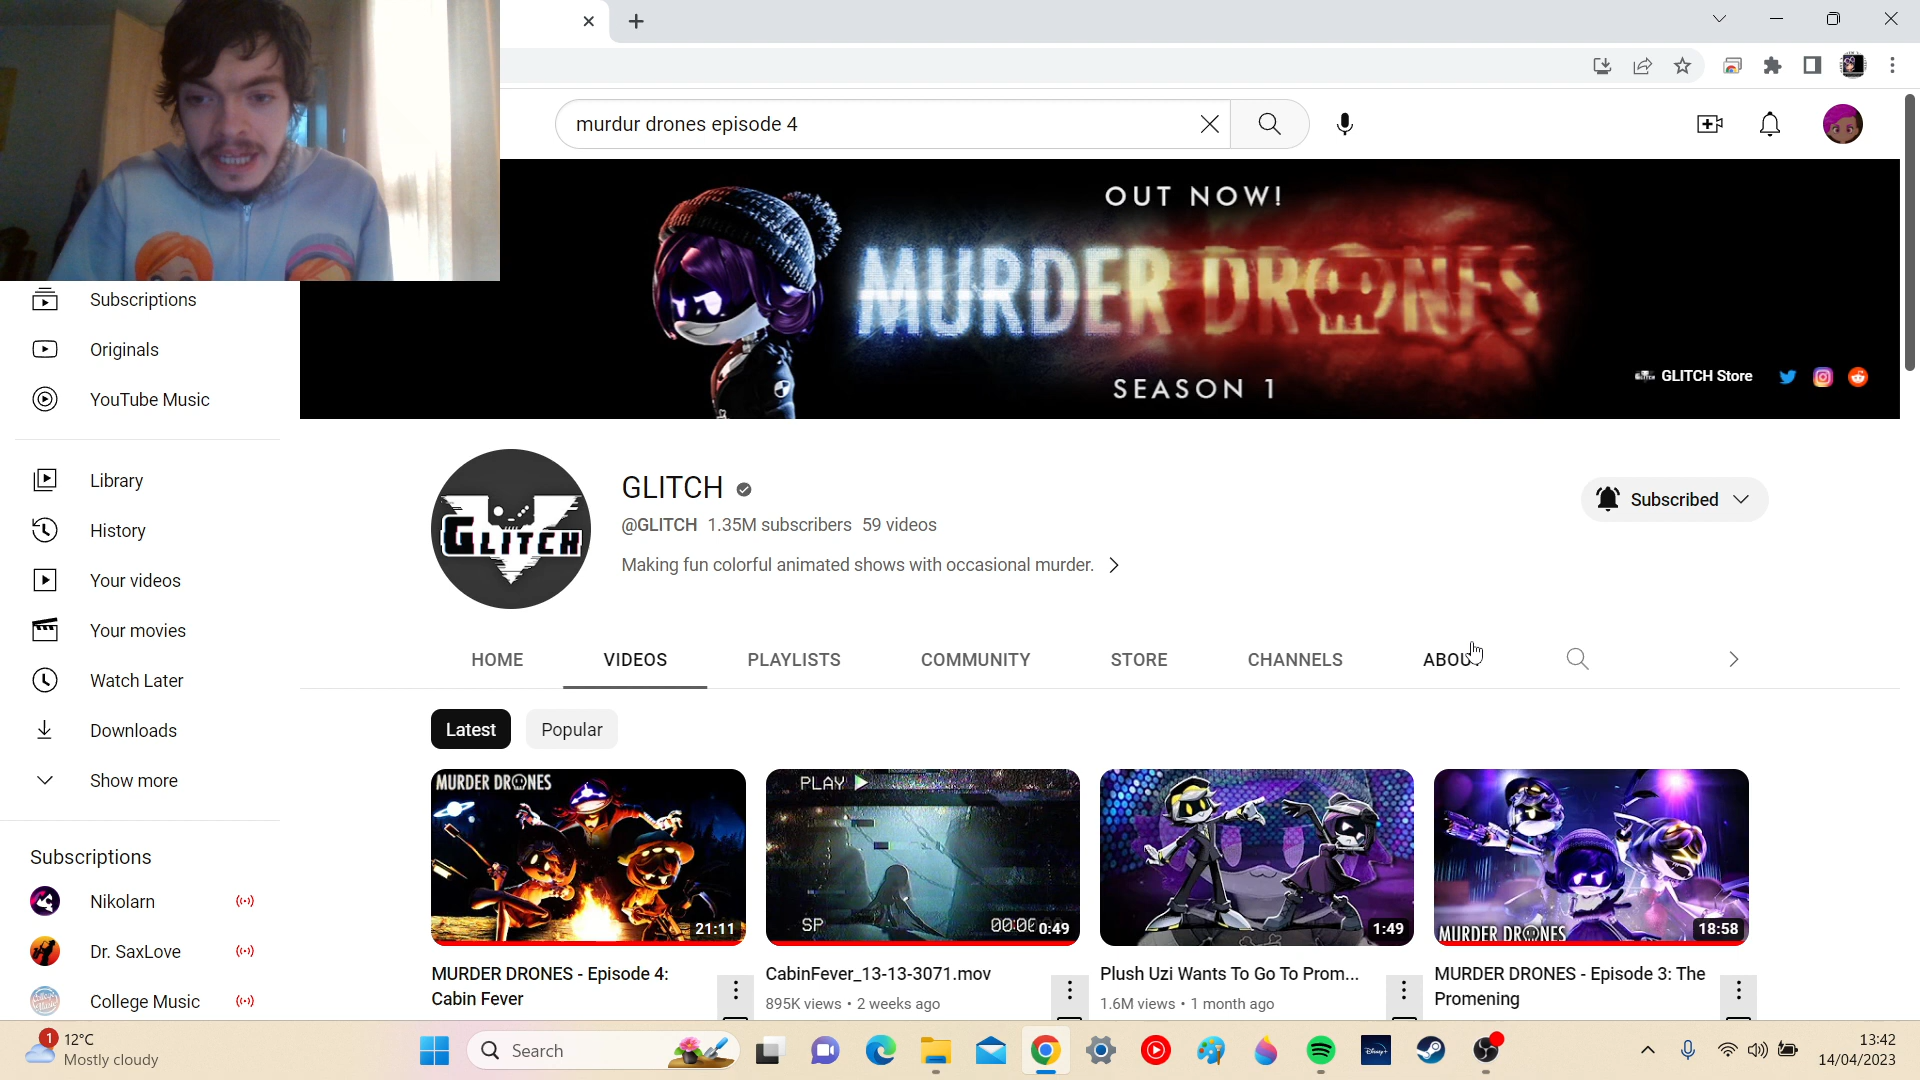 murdur drones episode 4
OUT NOW!
MURDER DRONES
SEASON 1
GLITCH Store
Subscriptions
Originals
YouTube Music
Library
History
Your videos
Your movies
Watch Later
Downloads
Show more
Subscriptions
Nikolarn
Dr. SaxLove
College Music
GLITCH
GLITCH
@GLITCH 1.35M subscribers 59 videos
Making fun colorful animated shows with occasional murder.
Subscribed
HOME VIDEOS PLAYLISTS COMMUNITY STORE CHANNELS ABOUT
Latest Popular
MURDER DRONES
21:11
PLAY
SP
0:49
1:49
MURDER DRONES
18:58
MURDER DRONES - Episode 4:
Cabin Fever
CabinFever_13-13-3071.mov
895K views • 2 weeks ago
Plush Uzi Wants To Go To Prom...
1.6M views • 1 month ago
MURDER DRONES - Episode 3: The
Promening
1
12°C
Mostly cloudy
Search
Disney+
13:42
14/04/2023